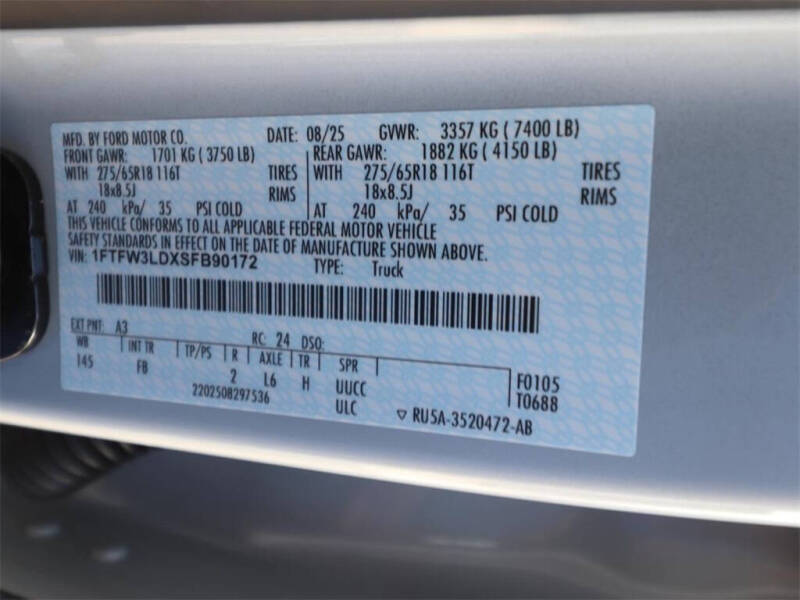 MFD. BY FORD MOTOR CO. DATE: 08/25 GVWR: 3357 KG ( 7400 LB)
FRONT GAWR: 1701 KG ( 3750 LB) REAR GAWR: 1882 KG ( 4150 LB)
WITH 275/65R18 116T TIRES WITH 275/65R18 116T TIRES
18x8.5J RIMS 18x8.5J RIMS
AT 240 kPa/ 35 PSI COLD AT 240 kPa/ 35 PSI COLD
THIS VEHICLE CONFORMS TO ALL APPLICABLE FEDERAL MOTOR VEHICLE
SAFETY STANDARDS IN EFFECT ON THE DATE OF MANUFACTURE SHOWN ABOVE.
VIN: 1FTFW3LDXSFB90172 TYPE: Truck
EXT PNT: A3 RC: 24 DSO:
WB INT TR TP/PS R AXLE TR SPR
145 FB 2 L6 H UUCC F0105
2202508297536 ULC T0688
RU5A-3520472-AB